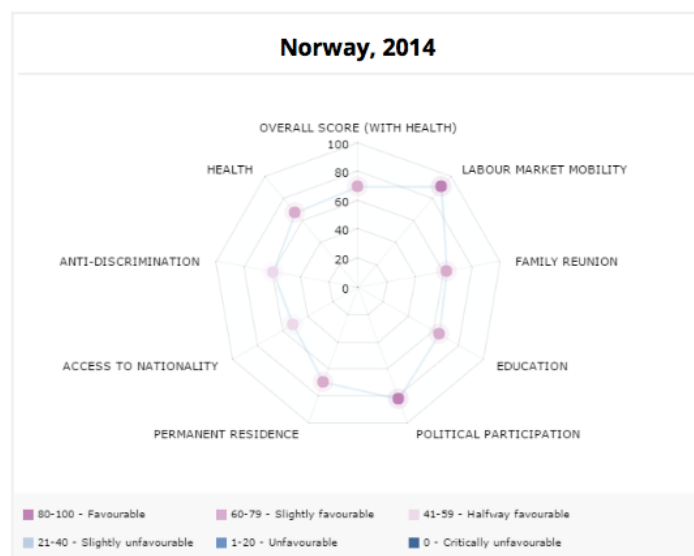 Norway, 2014
OVERALL SCORE (WITH HEALTH)
100
HEALTH
LABOUR MARKET MOBILITY
80
60
40
ANTI-DISCRIMINATION
FAMILY REUNION
20
0
ACCESS TO NATIONALITY
EDUCATION
PERMANENT RESIDENCE
POLITICAL PARTICIPATION
80-100 - Favourable
60-79 - Slightly favourable
41-59 - Halfway favourable
21-40 - Slightly unfavourable
1-20 - Unfavourable
0 - Critically unfavourable